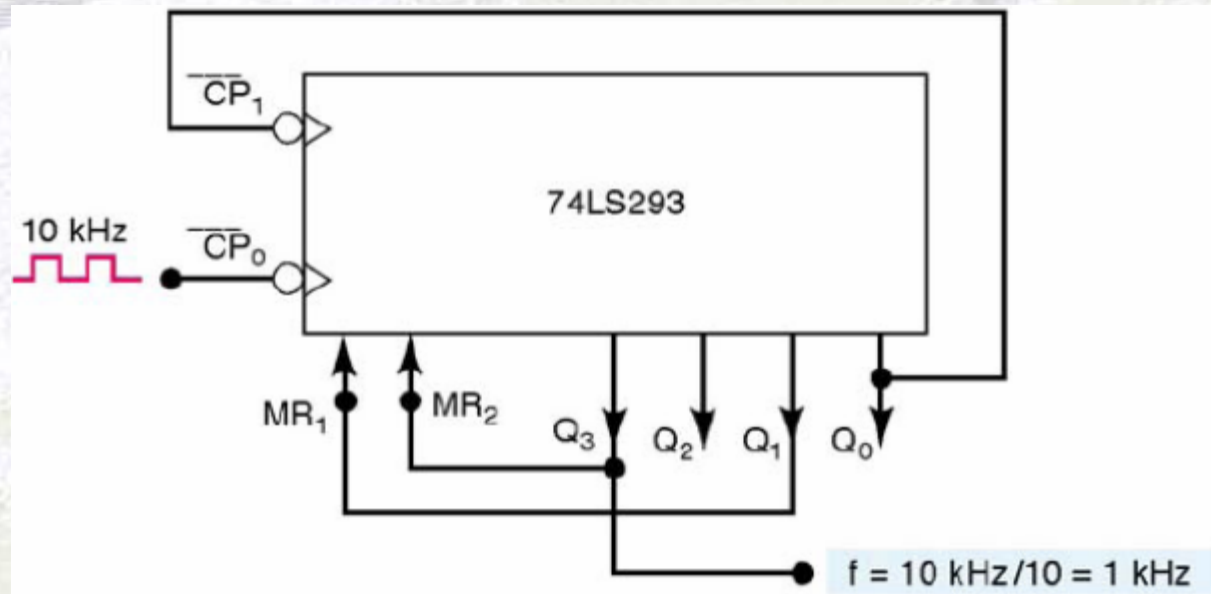 CP₁
74LS293
10 kHz
CP₀
MR₁
MR₂
Q₃
Q₂
Q₁
Q₀
f = 10 kHz/10 = 1 kHz